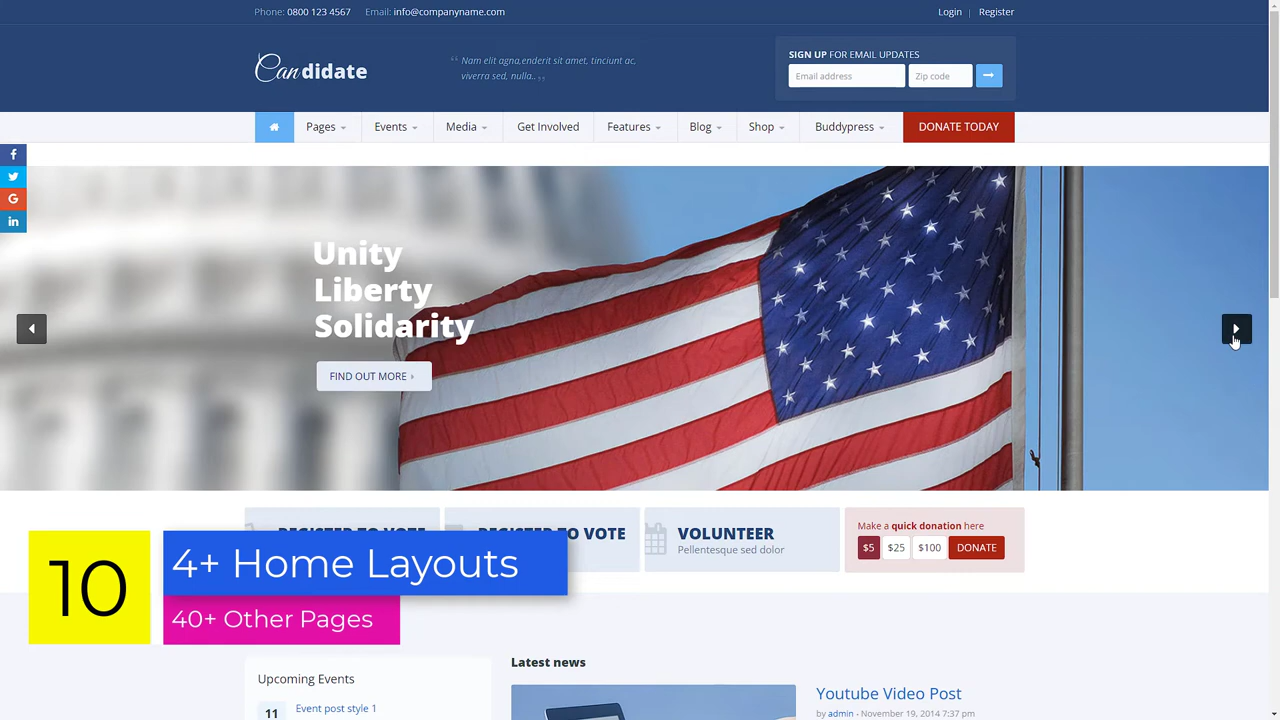 Phone: 0800 123 4567 Email: info@companyname.com
Login | Register
Candidate
“ Nam elit agna,enderit sit amet, tinciunt ac,
viverra sed, nulla.. ”
SIGN UP FOR EMAIL UPDATES
Email address
Zip code
Pages
Events
Media
Get Involved
Features
Blog
Shop
Buddypress
DONATE TODAY
f
G
in
Unity
Liberty
Solidarity
FIND OUT MORE
REGISTER TO VOTE
REGISTER TO VOTE
VOLUNTEER
Pellentesque sed dolor
Make a quick donation here
$5
$25
$100
DONATE
10
4+ Home Layouts
40+ Other Pages
Upcoming Events
11
Event post style 1
Latest news
Youtube Video Post
by admin - November 19, 2014 7:37 pm